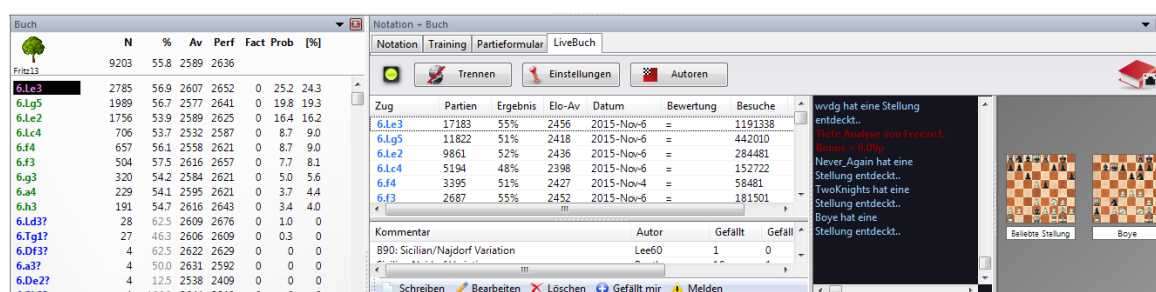 Buch
N % Av Perf Fact Prob [%]
9203 55.8 2589 2636
Fritz13
6.Le3 2785 56.9 2607 2652 0 25.2 24.3
6.Lg5 1989 56.7 2577 2641 0 19.8 19.3
6.Le2 1756 53.9 2589 2625 0 16.4 16.2
6.Lc4 706 53.7 2532 2587 0 8.7 9.0
6.f4 657 56.1 2558 2621 0 8.7 9.0
6.f3 504 57.5 2616 2657 0 7.7 8.1
6.g3 320 54.2 2584 2621 0 5.0 5.6
6.a4 229 54.1 2595 2621 0 3.7 4.4
6.h3 191 54.7 2616 2643 0 3.4 4.0
6.Ld3? 28 62.5 2609 2676 0 1.0 0
6.Tg1? 27 46.3 2606 2609 0 0.3 0
6.Df3? 4 62.5 2622 2629 0 0 0
6.a3? 4 50.0 2631 2592 0 0 0
6.De2? 4 12.5 2538 2409 0 0 0
Notation + Buch
Notation Training Partieformular LiveBuch
Trennen Einstellungen Autoren
Zug Partien Ergebnis Elo-Av Datum Bewertung Besuche
6.Le3 17183 55% 2456 2015-Nov-6 = 1191338
6.Lg5 11822 51% 2418 2015-Nov-6 = 442010
6.Le2 9861 52% 2436 2015-Nov-6 = 284481
6.Lc4 5194 48% 2398 2015-Nov-6 = 152722
6.f4 3395 51% 2427 2015-Nov-4 = 58481
6.f3 2687 55% 2452 2015-Nov-6 = 181501
Kommentar Autor Gefällt Gefäll
B90: Sicilian/Najdorf Variation Lee60 1 0
Schreiben Bearbeiten Löschen Gefällt mir Melden
wvdg hat eine Stellung
entdeckt..
Tiefe Analyse von Freeze1,
Bonus = 0.09p
Never_Again hat eine
Stellung entdeckt..
TwoKnights hat eine
Stellung entdeckt..
Boye hat eine
Stellung entdeckt..
Beliebte Stellung
Boye